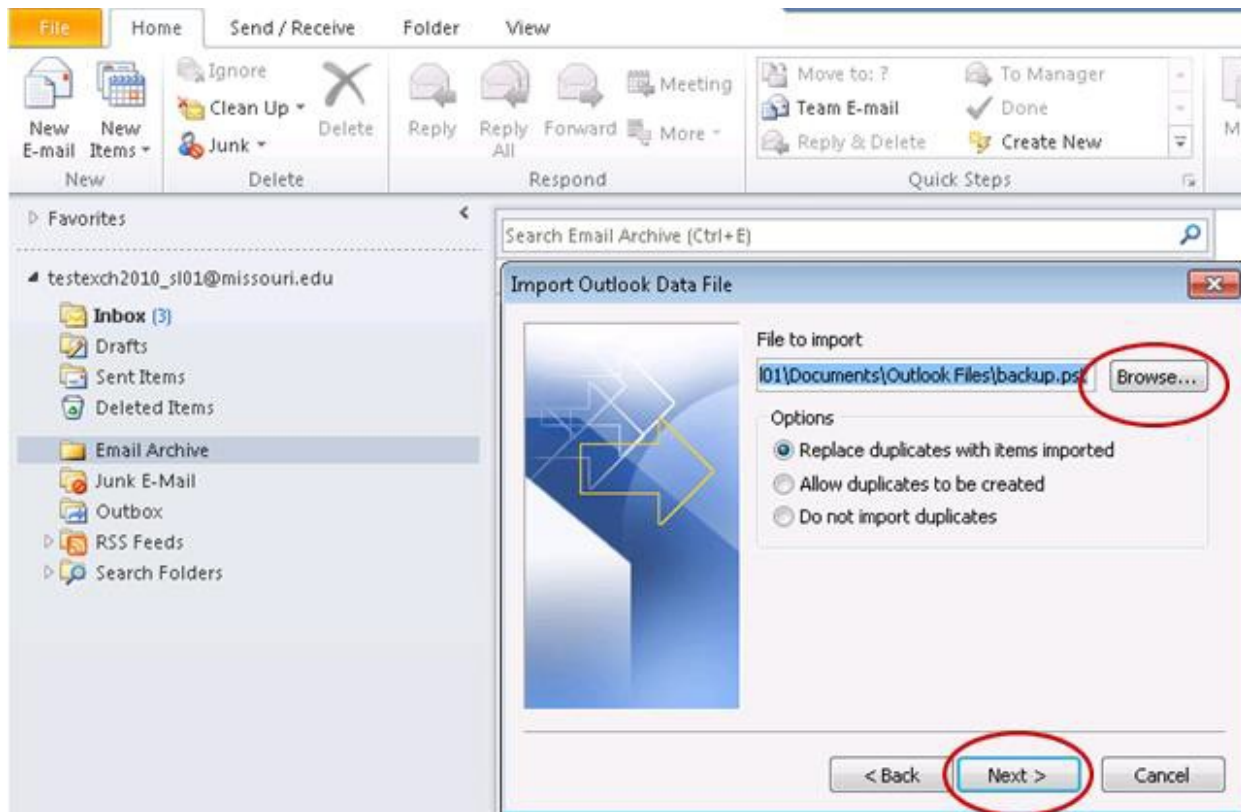 File Home Send / Receive Folder View
Ignore
Clean Up
Junk
New E-mail
New Items
Delete
Reply
Reply All
Forward
Meeting
More
Move to: ?
Team E-mail
Reply & Delete
To Manager
Done
Create New
New Delete Respond Quick Steps
Favorites
Search Email Archive (Ctrl+E)
testexch2010_sl01@missouri.edu
Inbox (3)
Drafts
Sent Items
Deleted Items
Email Archive
Junk E-Mail
Outbox
RSS Feeds
Search Folders
Import Outlook Data File
File to import
l01\Documents\Outlook Files\backup.pst Browse...
Options
Replace duplicates with items imported
Allow duplicates to be created
Do not import duplicates
< Back Next > Cancel